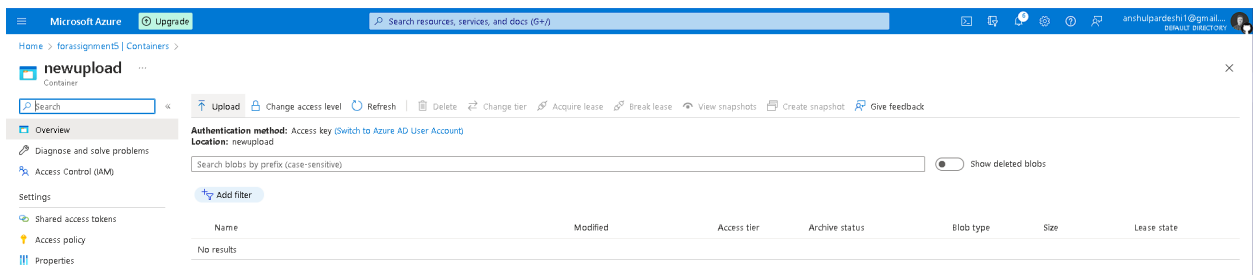 Microsoft Azure Upgrade Search resources, services, and docs (G+/) 6 anshulpardeshi1@gmail....
DEFAULT DIRECTORY
Home > forassignment5 | Containers >
newupload ...
Container
Search « Upload Change access level Refresh Delete Change tier Acquire lease Break lease View snapshots Create snapshot Give feedback
Overview
Authentication method: Access key (Switch to Azure AD User Account)
Location: newupload
Diagnose and solve problems
Access Control (IAM)
Search blobs by prefix (case-sensitive) Show deleted blobs
Settings
Add filter
Shared access tokens
Access policy
Properties
Name Modified Access tier Archive status Blob type Size Lease state
No results